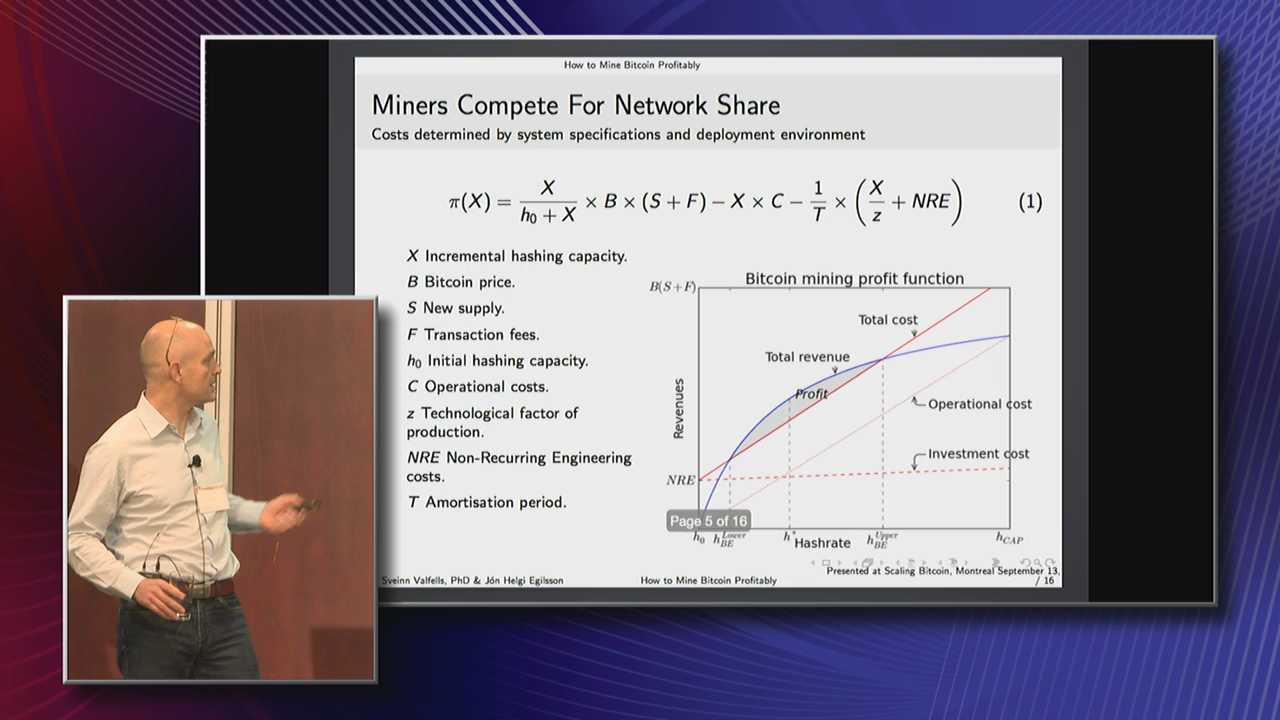 How to Mine Bitcoin Profitably
Miners Compete For Network Share
Costs determined by system specifications and deployment environment
π(X) = X / (h₀ + X) × B × (S + F) − X × C − 1/T × (X/z + NRE) (1)
X Incremental hashing capacity.
B Bitcoin price.
S New supply.
F Transaction fees.
h₀ Initial hashing capacity.
C Operational costs.
z Technological factor of
production.
NRE Non-Recurring Engineering
costs.
T Amortisation period.
Bitcoin mining profit function
B(S+F)
Total cost
Total revenue
Profit
Revenues
Operational cost
Investment cost
NRE
Page 5 of 16
h₀ h_BE^Lower h* h_BE^Upper h_CAP
Hashrate
Presented at Scaling Bitcoin, Montreal September 13,
Sveinn Valfells, PhD & Jón Helgi Egilsson How to Mine Bitcoin Profitably / 16